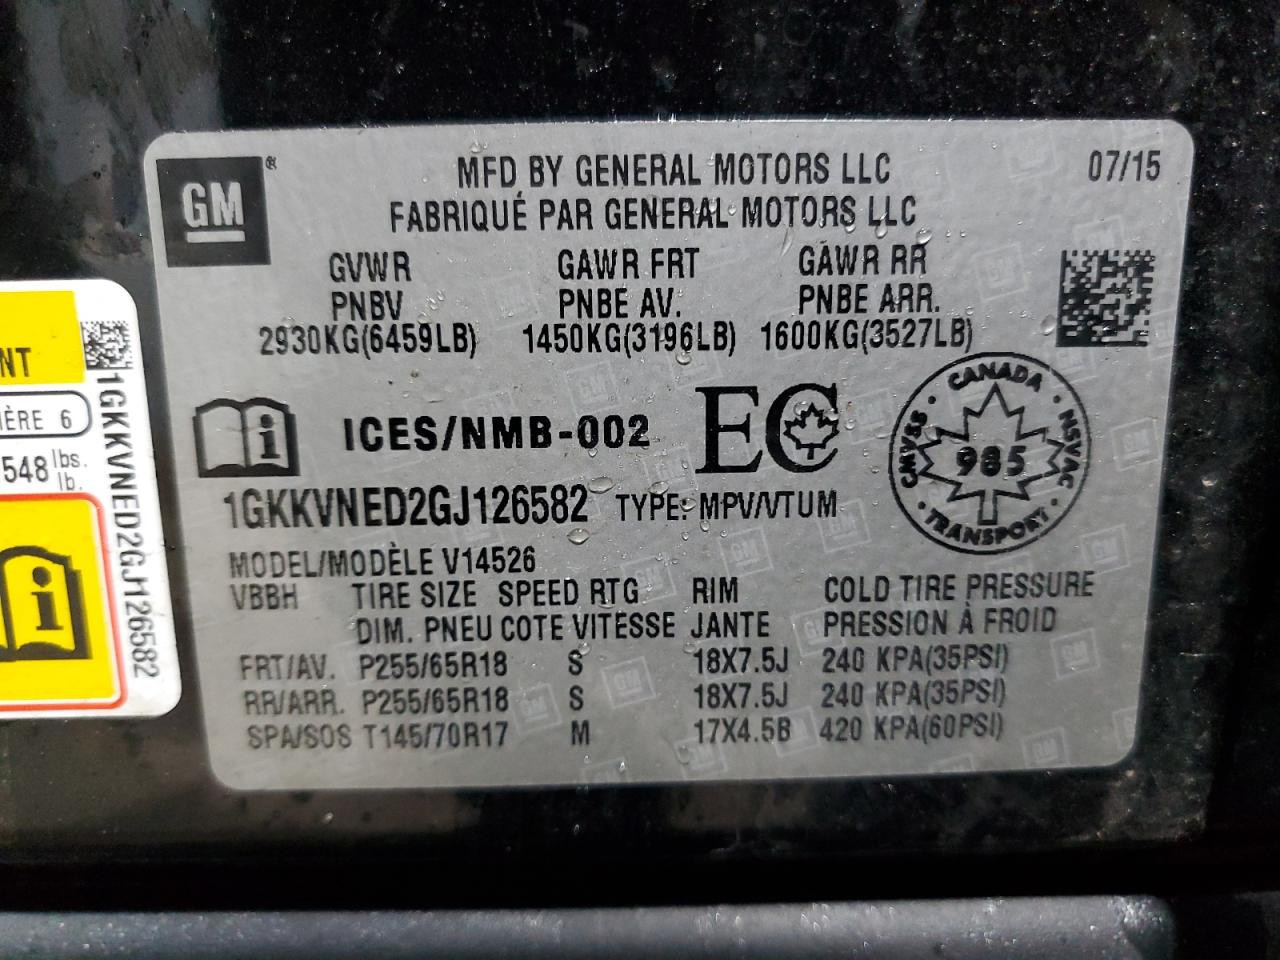 GM®
MFD BY GENERAL MOTORS LLC 07/15
FABRIQUÉ PAR GENERAL MOTORS LLC
GVWR GAWR FRT GAWR RR
PNBV PNBE AV. PNBE ARR.
2930KG(6459LB) 1450KG(3196LB) 1600KG(3527LB)
ICES/NMB-002 EC
CANADA
CMVSS • NSVAC
985
TRANSPORT
1GKKVNED2GJ126582 TYPE: MPV/VTUM
MODEL/MODÈLE V14526
VBBH TIRE SIZE SPEED RTG RIM COLD TIRE PRESSURE
DIM. PNEU COTE VITESSE JANTE PRESSION À FROID
FRT/AV. P255/65R18 S 18X7.5J 240 KPA(35PSI)
RR/ARR. P255/65R18 S 18X7.5J 240 KPA(35PSI)
SPA/SOS T145/70R17 M 17X4.5B 420 KPA(60PSI)
NT
IÈRE 6
548 lbs.
lb.
1GKKVNED2GJ126582